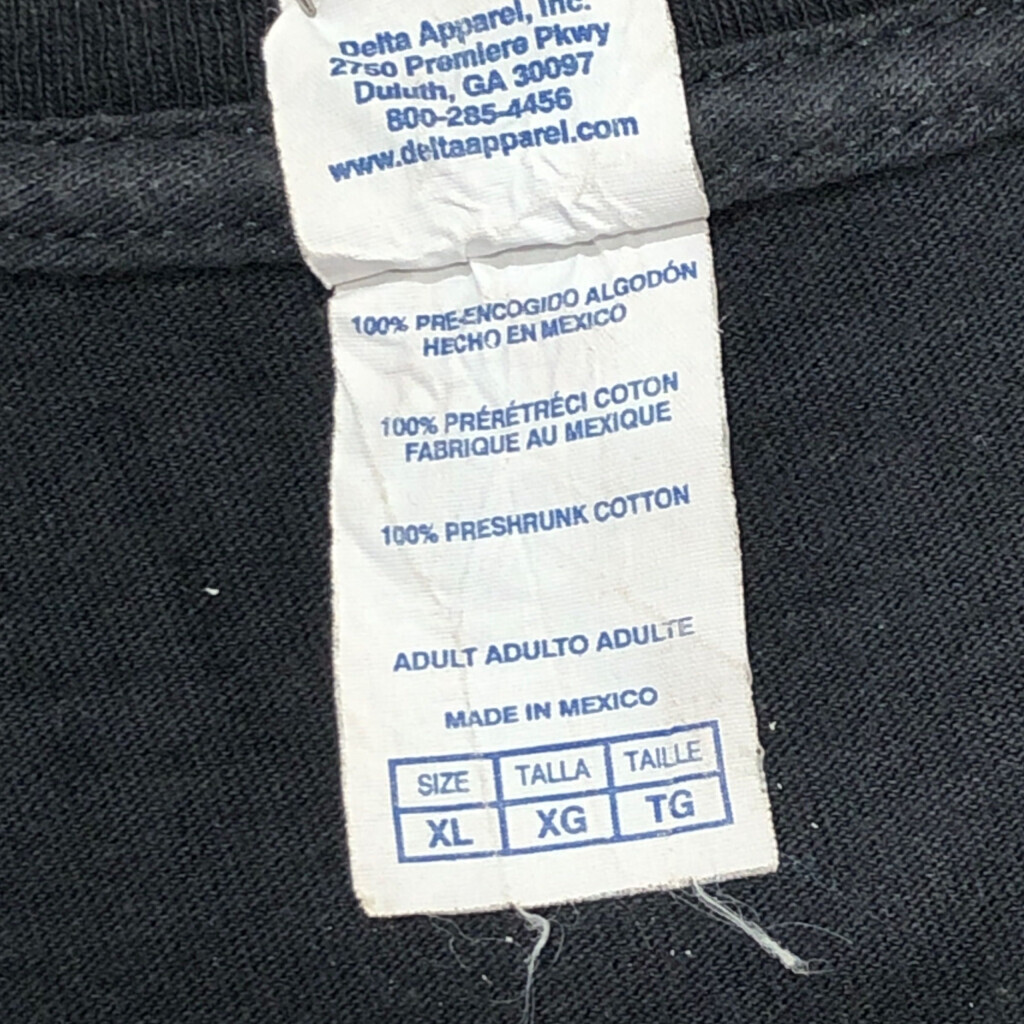 Delta Apparel, Inc.
2750 Premiere Pkwy
Duluth, GA 30097
800-285-4456
www.deltaapparel.com
100% PRE-ENCOGIDO ALGODÓN
HECHO EN MEXICO
100% PRÉRÉTRÉCI COTON
FABRIQUE AU MEXIQUE
100% PRESHRUNK COTTON
ADULT ADULTO ADULTE
MADE IN MEXICO
SIZE TALLA TAILLE
XL XG TG